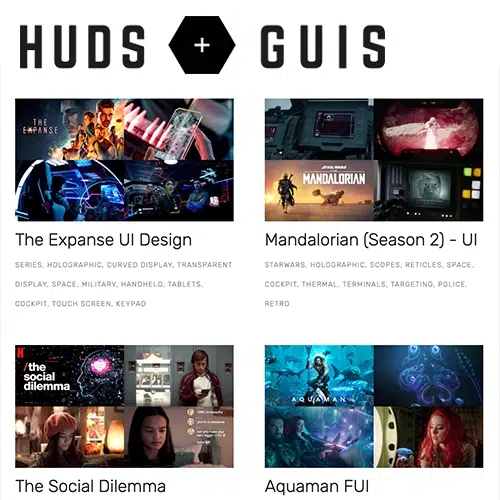 HUDS + GUIS
THE
EXPANSE
STAR WARS
THE
MANDALORIAN
The Expanse UI Design
Mandalorian (Season 2) - UI
SERIES, HOLOGRAPHIC, CURVED DISPLAY, TRANSPARENT
DISPLAY, SPACE, MILITARY, HANDHELD, TABLETS,
COCKPIT, TOUCH SCREEN, KEYPAD
STARWARS, HOLOGRAPHIC, SCOPES, RETICLES, SPACE,
COCKPIT, THERMAL, TERMINALS, TARGETING, POLICE,
RETRO
N
/the
social
dilemma
AQUAMAN
The Social Dilemma
Aquaman FUI